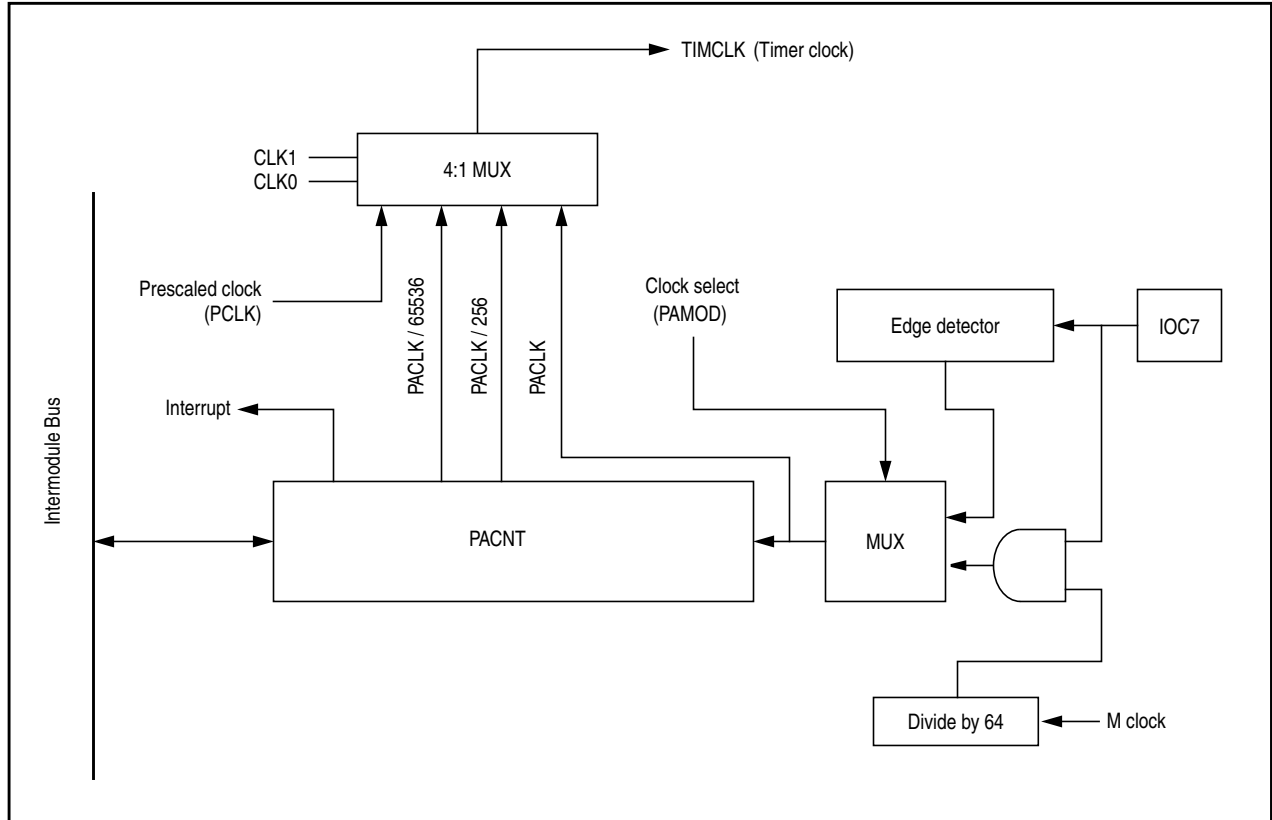 TIMCLK (Timer clock)
CLK1
CLK0
4:1 MUX
Prescaled clock
(PCLK)
PACLK / 65536
PACLK / 256
PACLK
Clock select
(PAMOD)
Edge detector
IOC7
Interrupt
Intermodule Bus
PACNT
MUX
Divide by 64
M clock